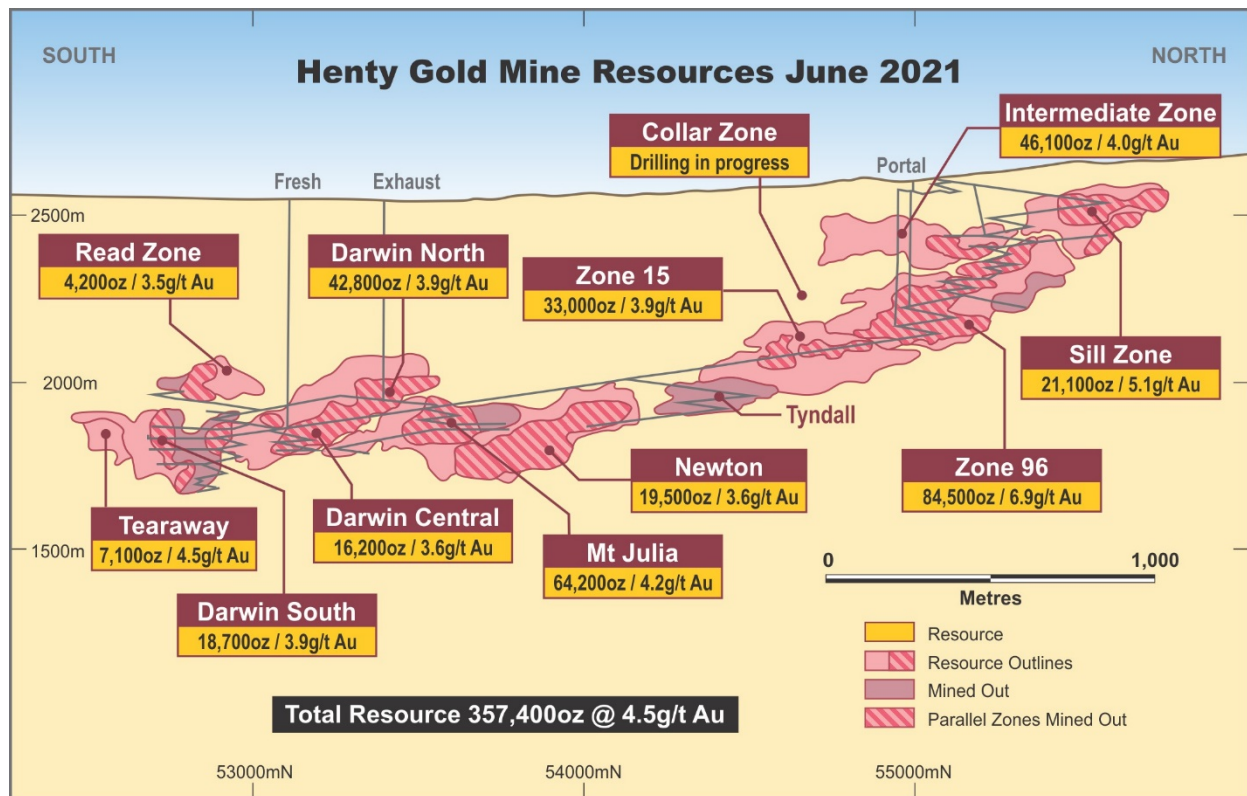 SOUTH
NORTH
Henty Gold Mine Resources June 2021
Intermediate Zone
46,100oz / 4.0g/t Au
Collar Zone
Drilling in progress
Portal
Fresh
Exhaust
2500m
Read Zone
4,200oz / 3.5g/t Au
Darwin North
42,800oz / 3.9g/t Au
Zone 15
33,000oz / 3.9g/t Au
Sill Zone
21,100oz / 5.1g/t Au
2000m
Tyndall
Newton
19,500oz / 3.6g/t Au
Zone 96
84,500oz / 6.9g/t Au
Tearaway
7,100oz / 4.5g/t Au
Darwin Central
16,200oz / 3.6g/t Au
Mt Julia
64,200oz / 4.2g/t Au
1500m
Darwin South
18,700oz / 3.9g/t Au
0
1,000
Metres
Resource
Resource Outlines
Mined Out
Parallel Zones Mined Out
Total Resource 357,400oz @ 4.5g/t Au
53000mN
54000mN
55000mN